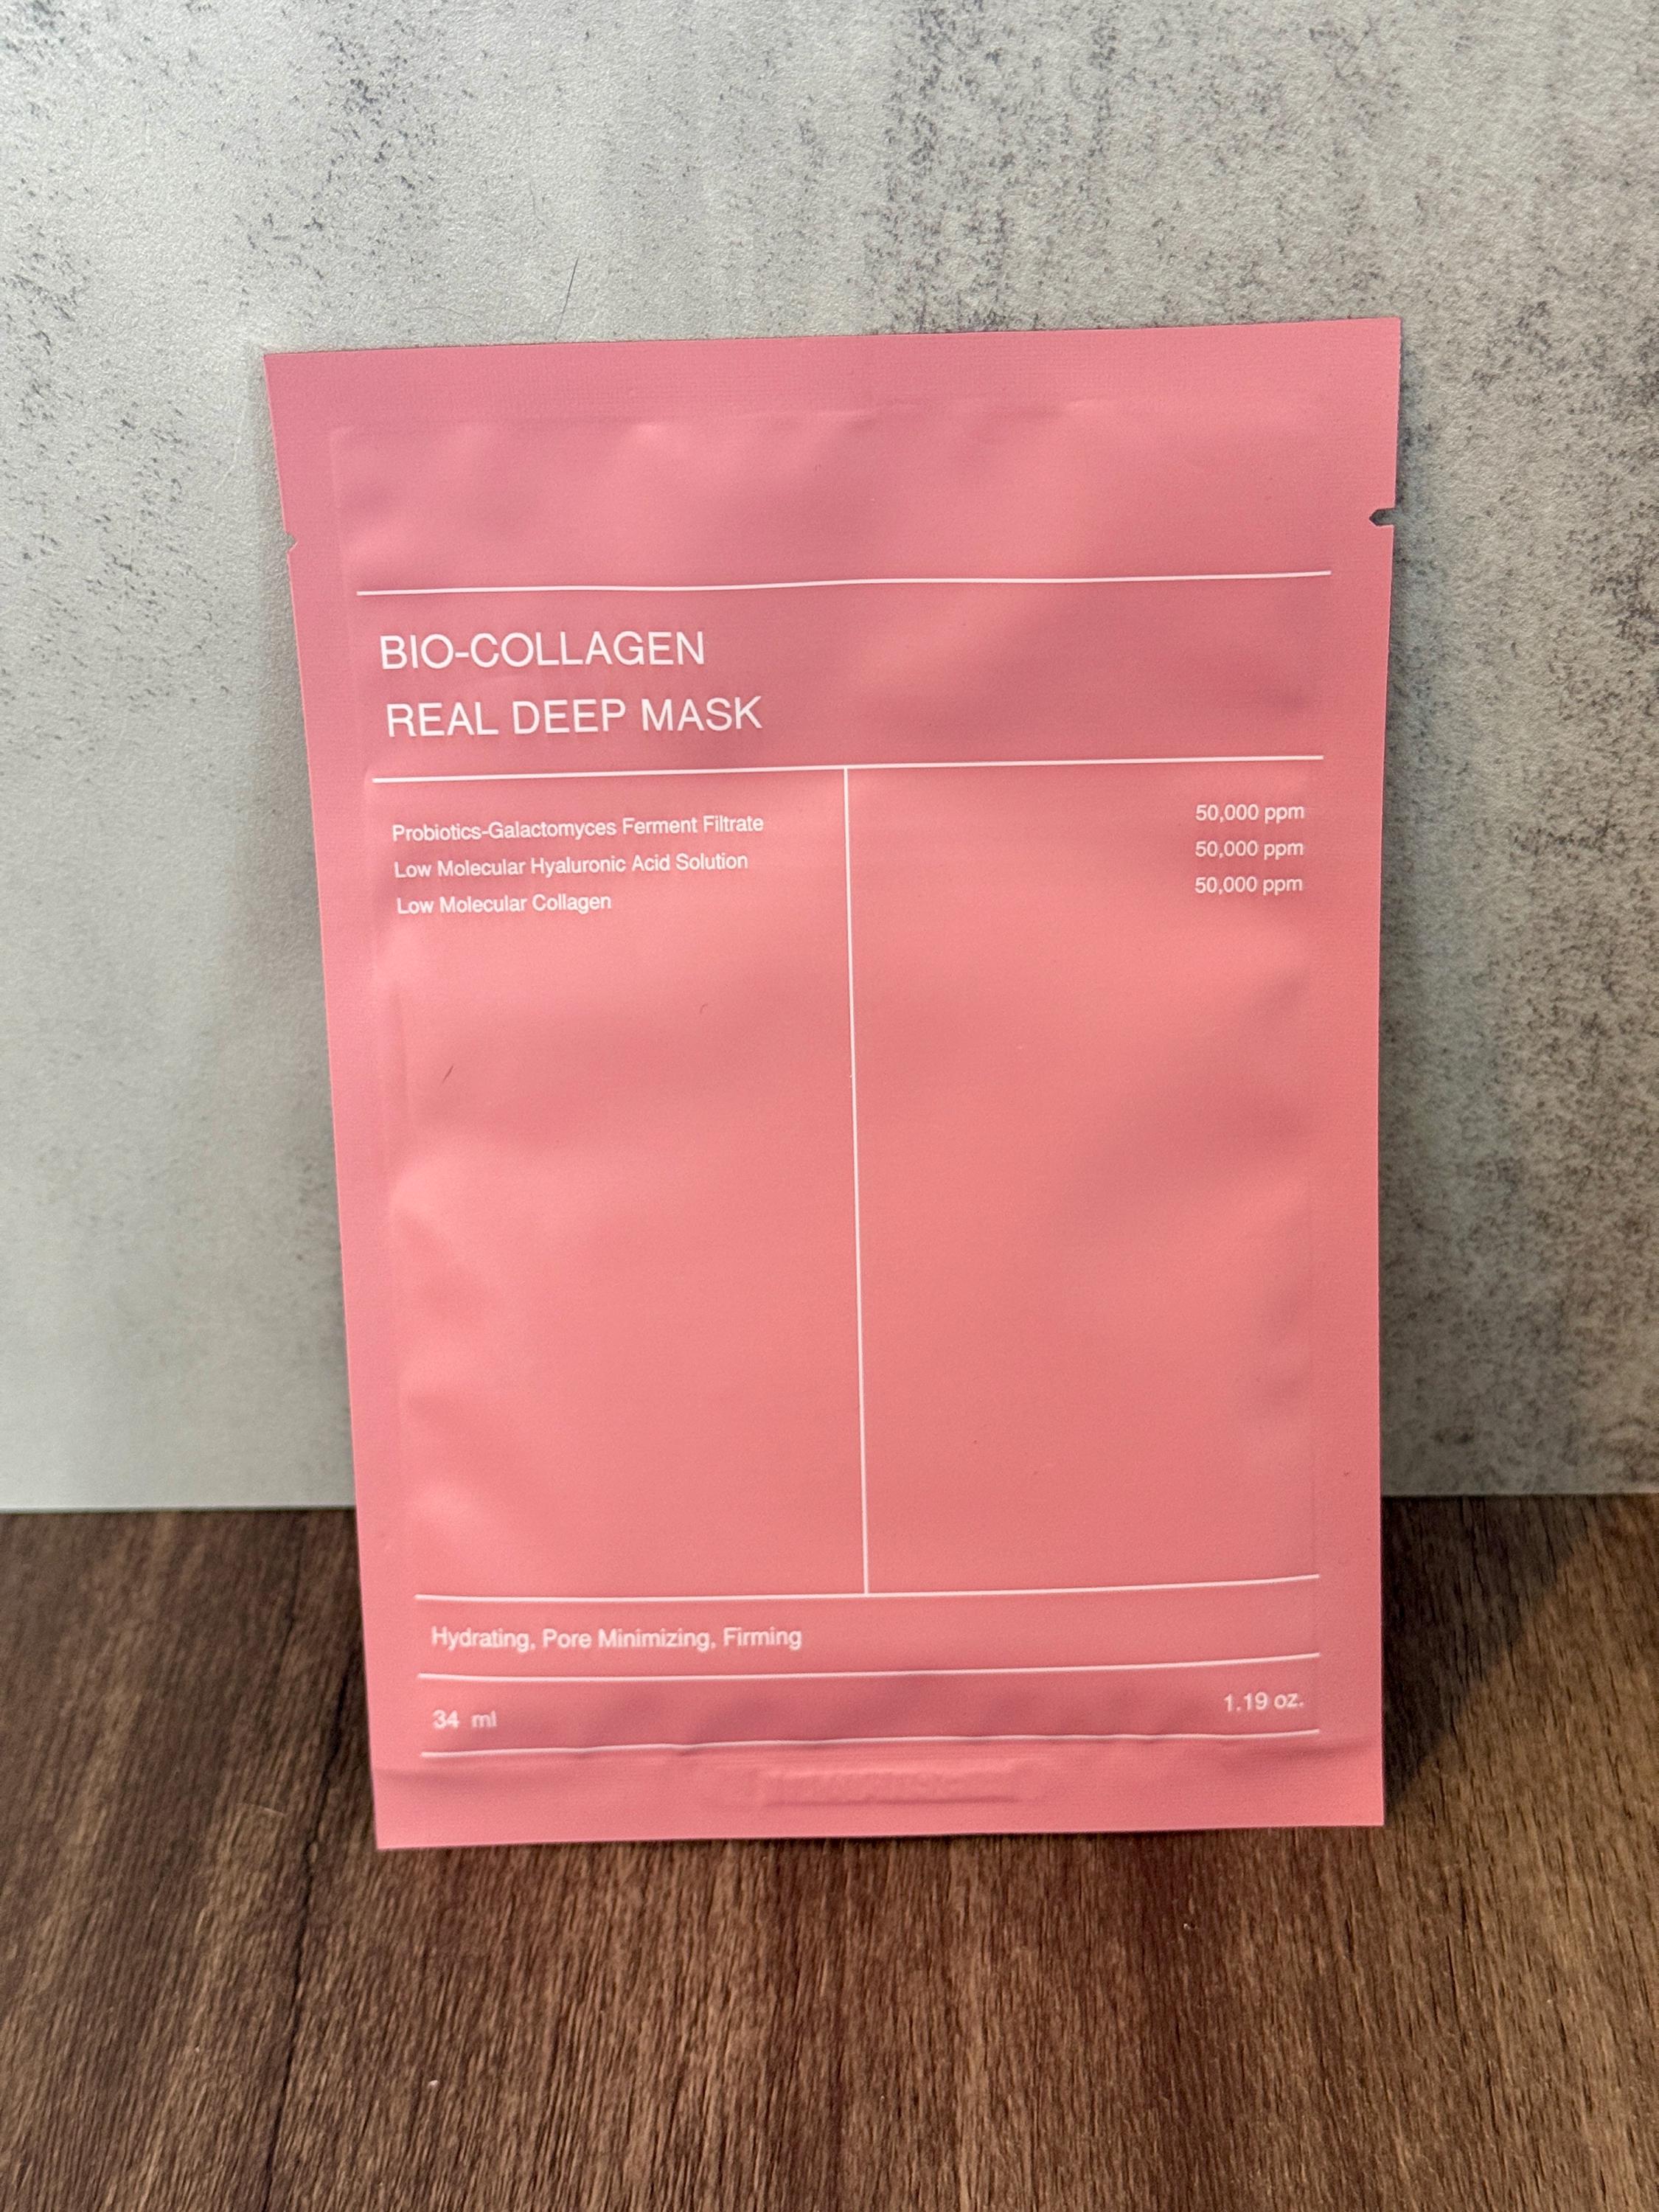 BIO-COLLAGEN
REAL DEEP MASK
Probiotics-Galactomyces Ferment Filtrate 50,000 ppm
Low Molecular Hyaluronic Acid Solution 50,000 ppm
Low Molecular Collagen 50,000 ppm
Hydrating, Pore Minimizing, Firming
34 ml 1.19 oz.